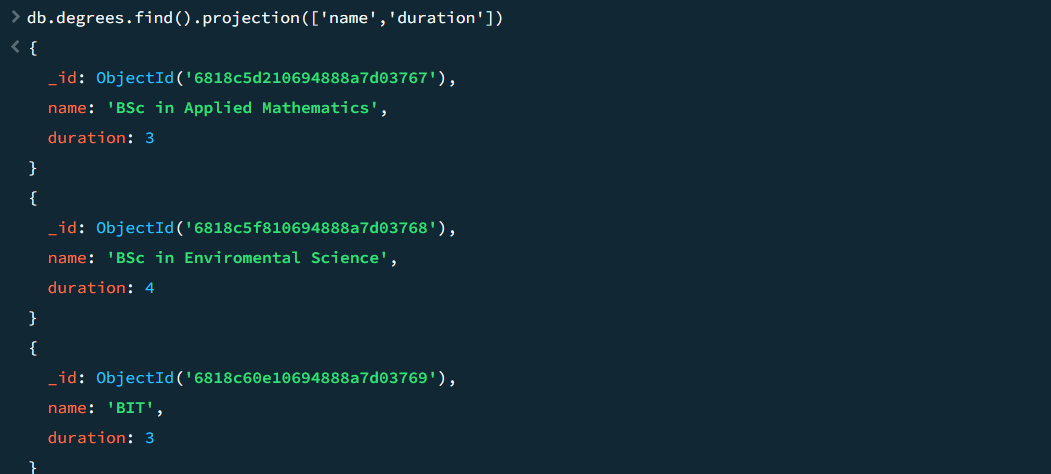 > db.degrees.find().projection(['name','duration'])
< {
_id: ObjectId('6818c5d210694888a7d03767'),
name: 'BSc in Applied Mathematics',
duration: 3
}
{
_id: ObjectId('6818c5f810694888a7d03768'),
name: 'BSc in Enviromental Science',
duration: 4
}
{
_id: ObjectId('6818c60e10694888a7d03769'),
name: 'BIT',
duration: 3
}